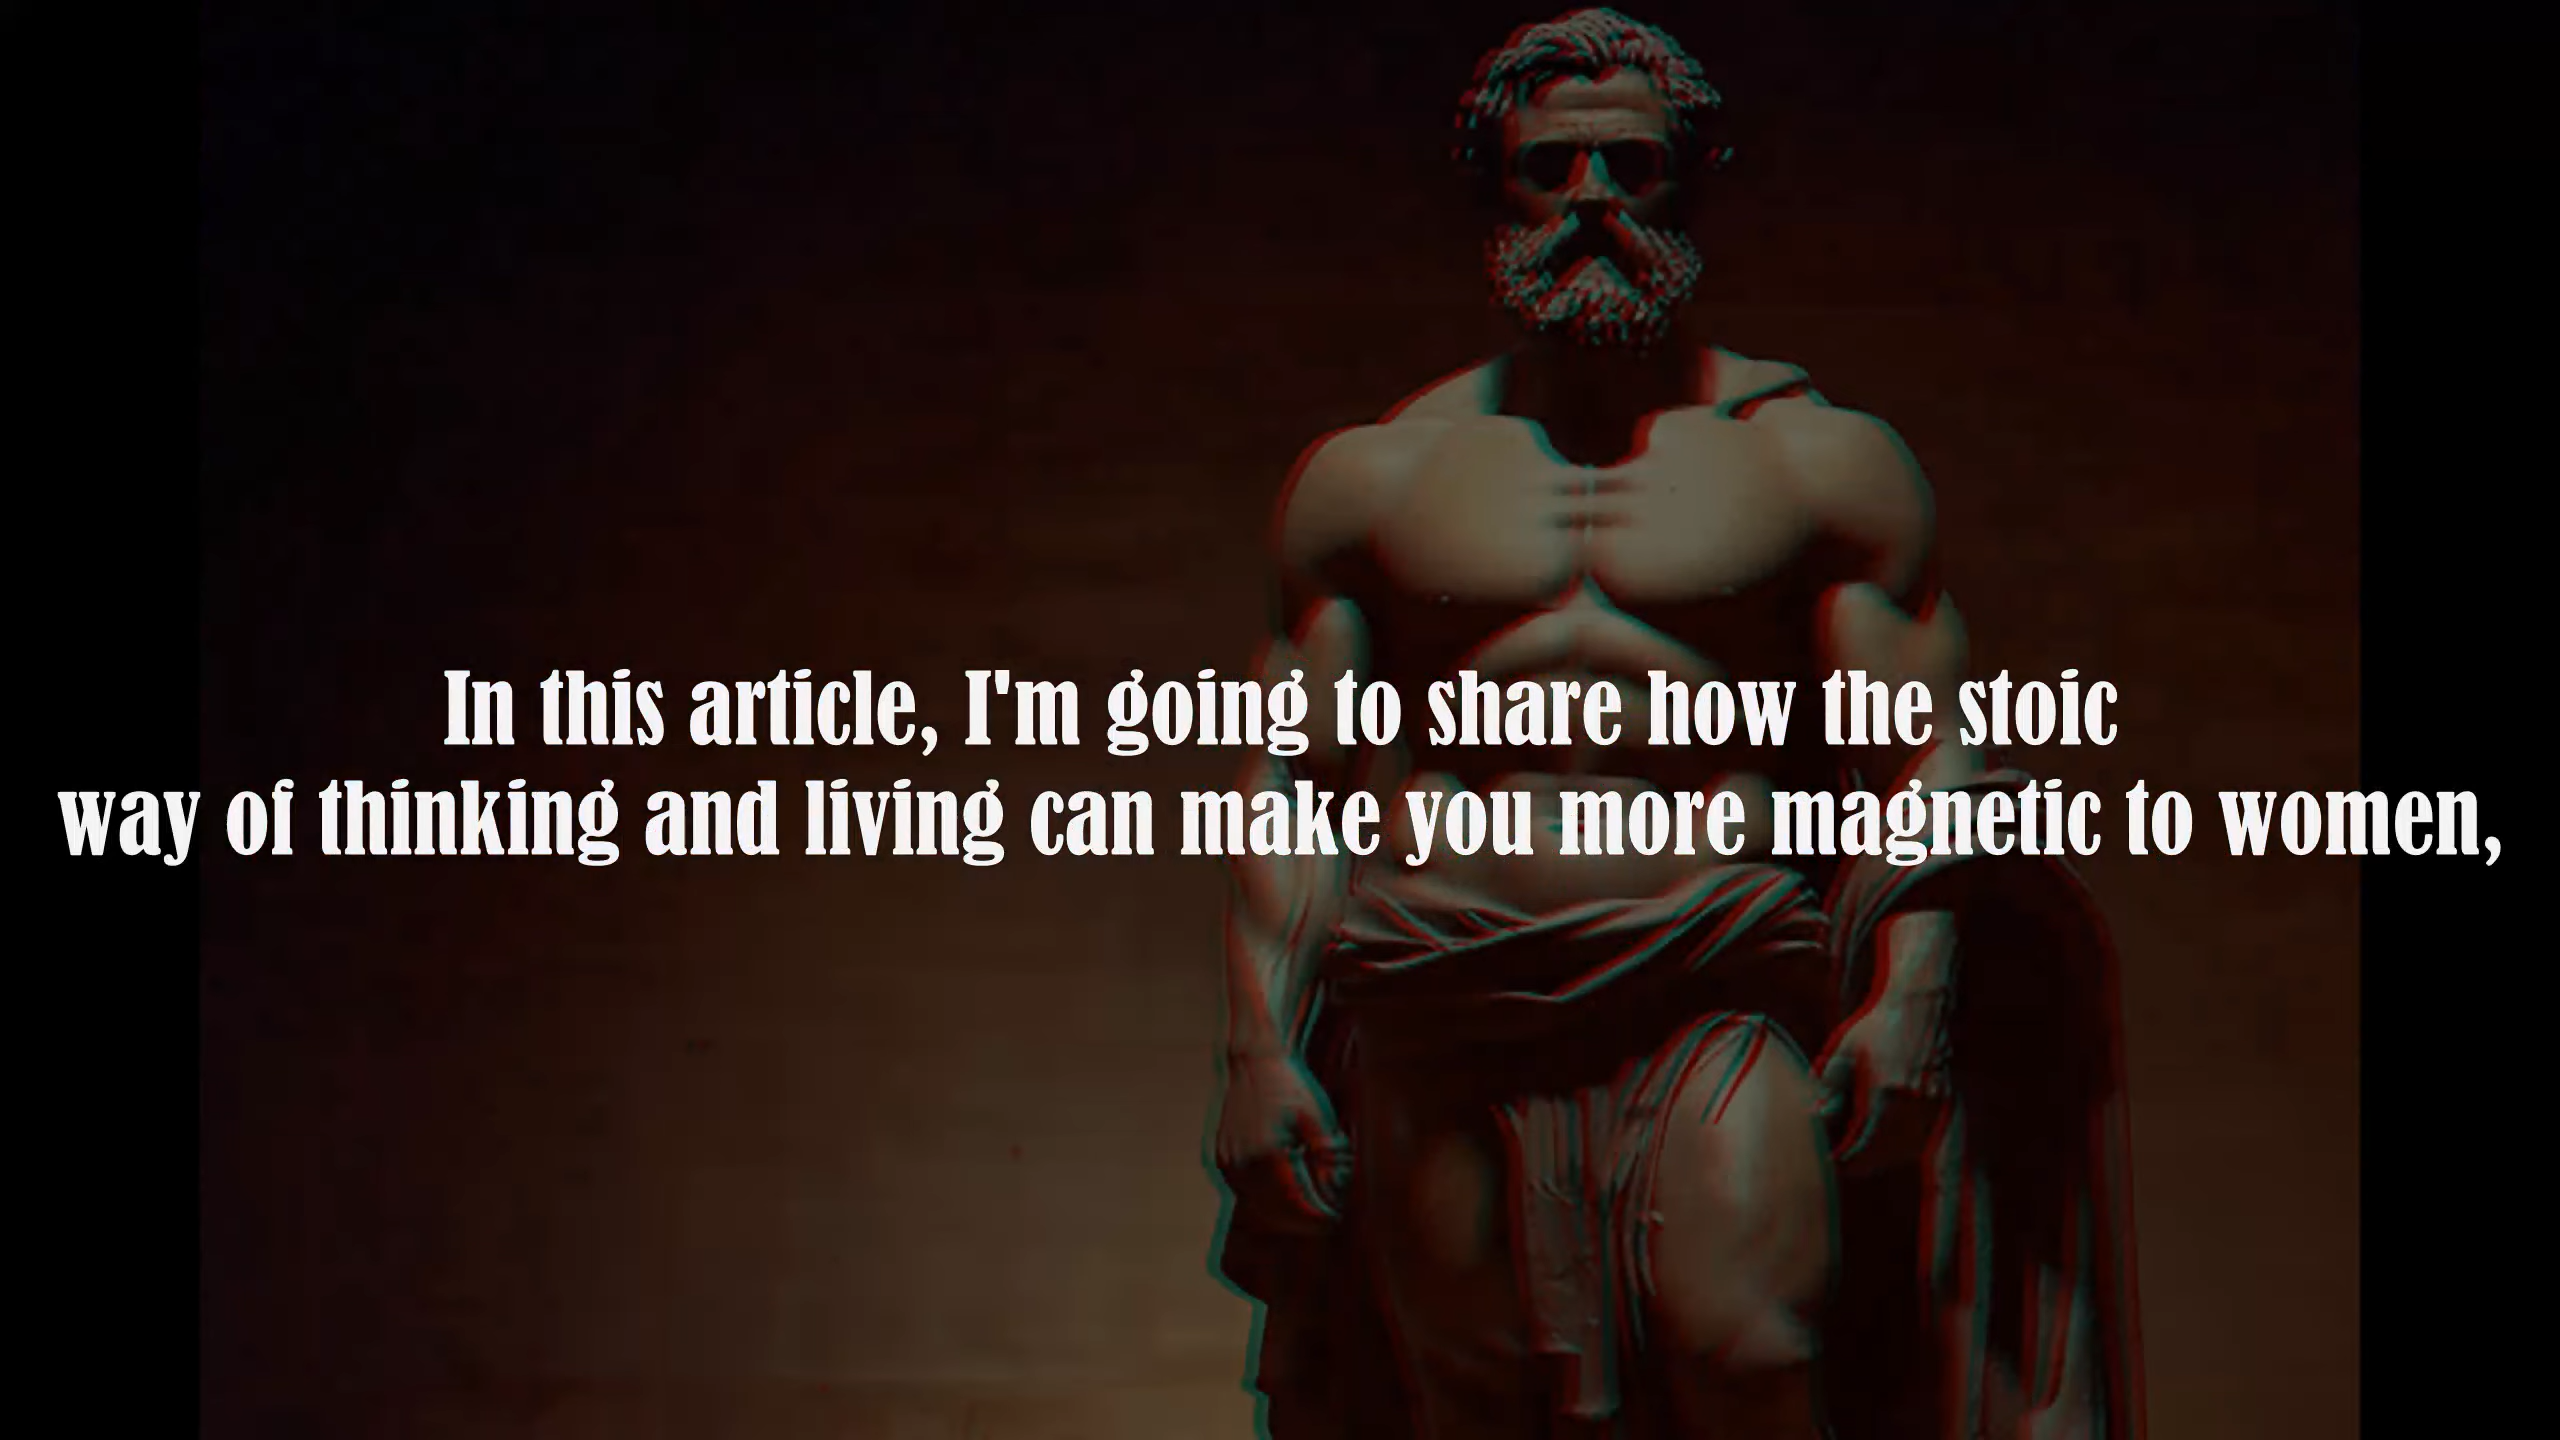 In this article, I'm going to share how the stoic
way of thinking and living can make you more magnetic to women,